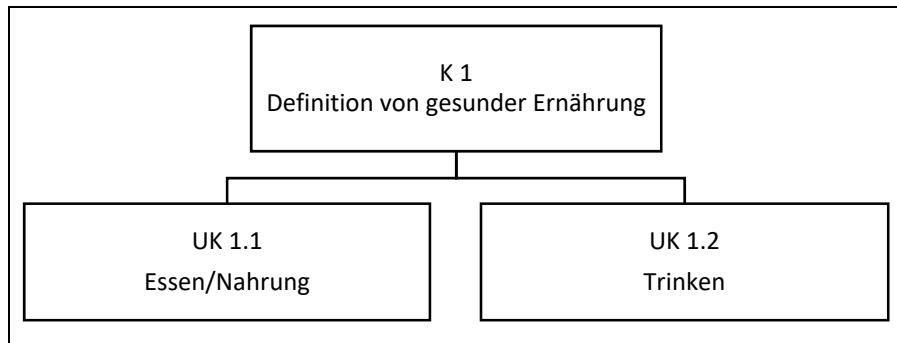 K 1
Definition von gesunder Ernährung
UK 1.1
Essen/Nahrung
UK 1.2
Trinken